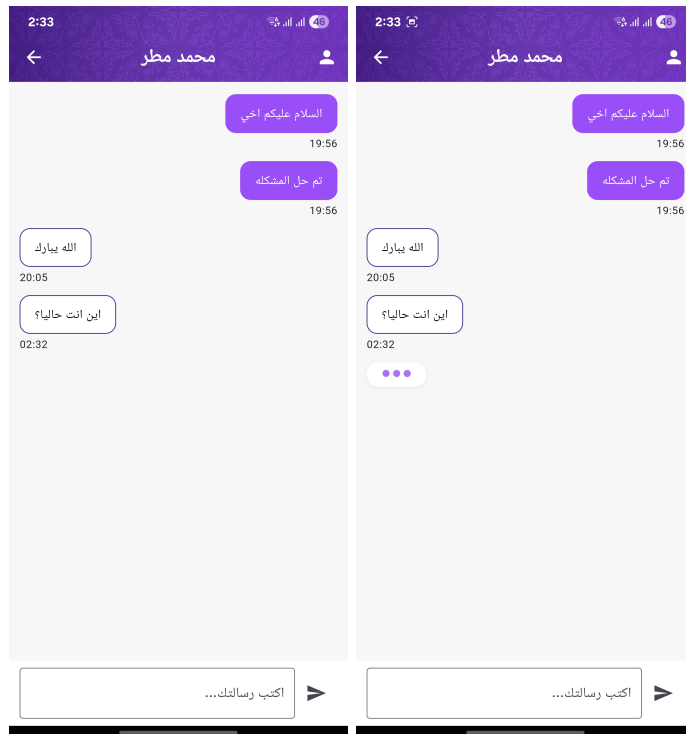 2:33
46
محمد مطر
السلام عليكم اخي
19:56
تم حل المشكله
19:56
الله يبارك
20:05
اين انت حاليا؟
02:32
اكتب رسالتك...
2:33
46
محمد مطر
السلام عليكم اخي
19:56
تم حل المشكله
19:56
الله يبارك
20:05
اين انت حاليا؟
02:32
اكتب رسالتك...